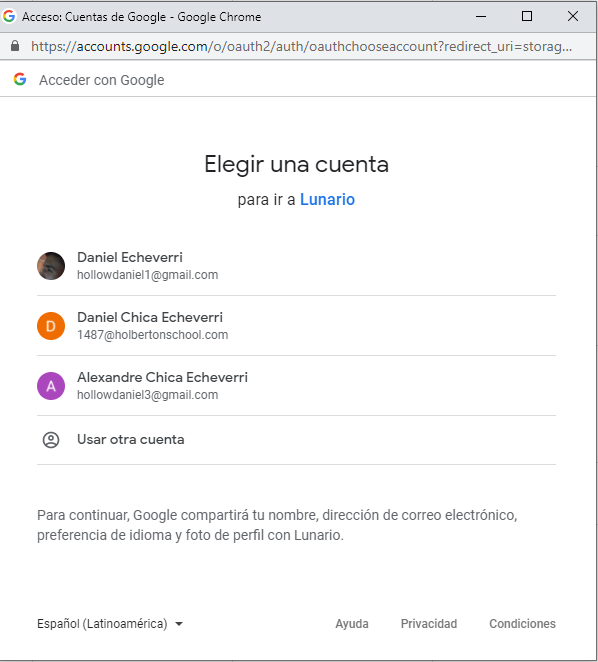 Acceso: Cuentas de Google - Google Chrome
https://accounts.google.com/o/oauth2/auth/oauthchooseaccount?redirect_uri=storag...
Acceder con Google
Elegir una cuenta
para ir a Lunario
Daniel Echeverri
hollowdaniel1@gmail.com
D
Daniel Chica Echeverri
1487@holbertonschool.com
A
Alexandre Chica Echeverri
hollowdaniel3@gmail.com
Usar otra cuenta
Para continuar, Google compartirá tu nombre, dirección de correo electrónico,
preferencia de idioma y foto de perfil con Lunario.
Español (Latinoamérica)
Ayuda Privacidad Condiciones